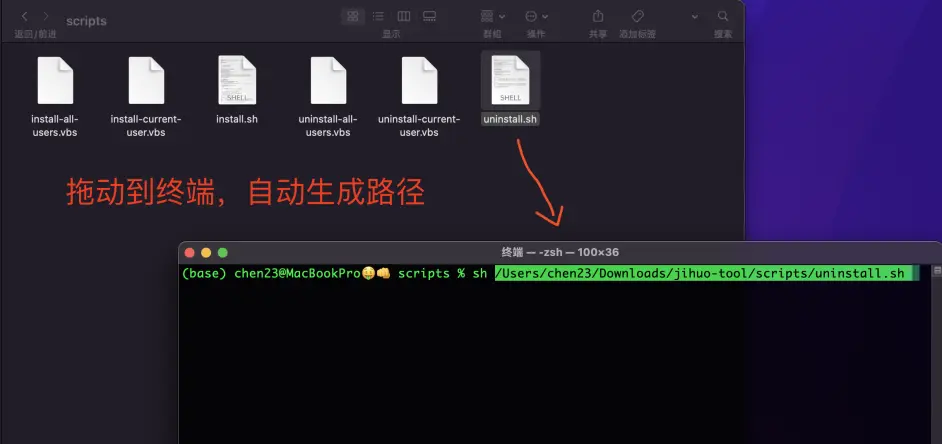 scripts
返回/前进
显示
群组
操作
共享
添加标签
搜索
SHELL
SHELL
install-all-
users.vbs
install-current-
user.vbs
install.sh
uninstall-all-
users.vbs
uninstall-current-
user.vbs
uninstall.sh
拖动到终端，自动生成路径
终端 — -zsh — 100×36
(base) chen23@MacBookPro🤑👊 scripts % sh /Users/chen23/Downloads/jihuo-tool/scripts/uninstall.sh